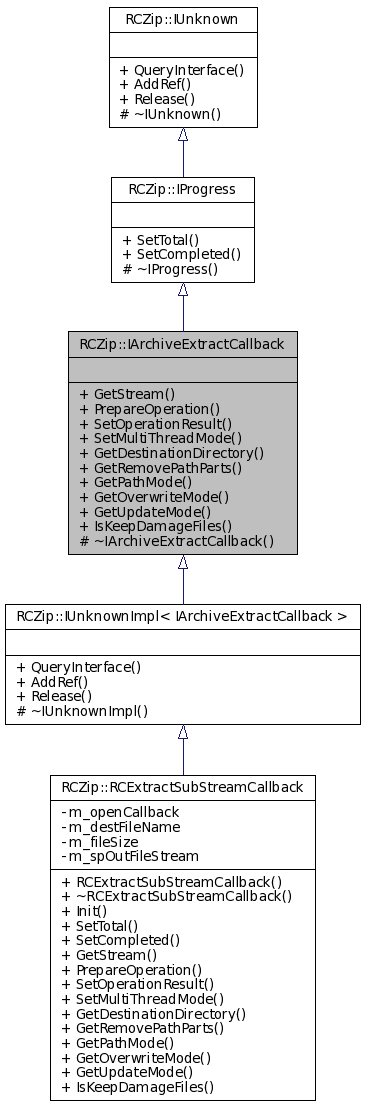 RCZip::IUnknown
+ QueryInterface()
+ AddRef()
+ Release()
# ~IUnknown()
RCZip::IProgress
+ SetTotal()
+ SetCompleted()
# ~IProgress()
RCZip::IArchiveExtractCallback
+ GetStream()
+ PrepareOperation()
+ SetOperationResult()
+ SetMultiThreadMode()
+ GetDestinationDirectory()
+ GetRemovePathParts()
+ GetPathMode()
+ GetOverwriteMode()
+ GetUpdateMode()
+ IsKeepDamageFiles()
# ~IArchiveExtractCallback()
RCZip::IUnknownImpl< IArchiveExtractCallback >
+ QueryInterface()
+ AddRef()
+ Release()
# ~IUnknownImpl()
RCZip::RCExtractSubStreamCallback
- m_openCallback
- m_destFileName
- m_fileSize
- m_spOutFileStream
+ RCExtractSubStreamCallback()
+ ~RCExtractSubStreamCallback()
+ Init()
+ SetTotal()
+ SetCompleted()
+ GetStream()
+ PrepareOperation()
+ SetOperationResult()
+ SetMultiThreadMode()
+ GetDestinationDirectory()
+ GetRemovePathParts()
+ GetPathMode()
+ GetOverwriteMode()
+ GetUpdateMode()
+ IsKeepDamageFiles()